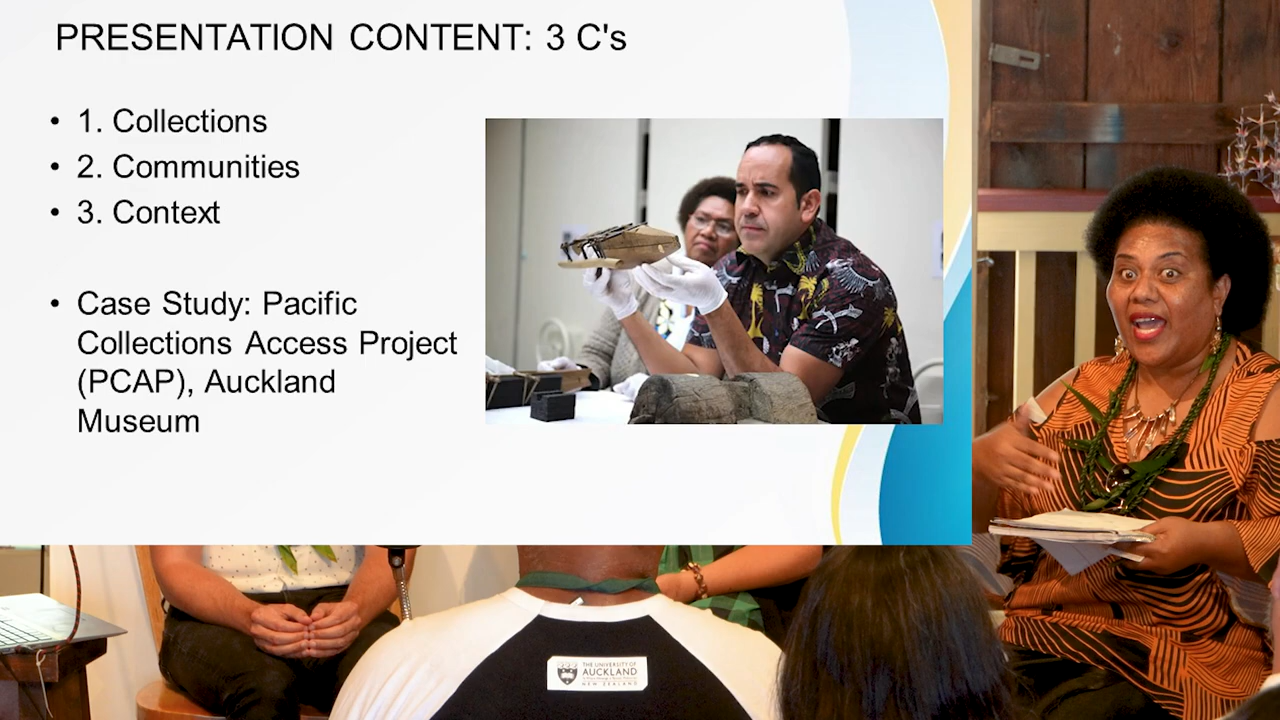 PRESENTATION CONTENT: 3 C's
• 1. Collections
• 2. Communities
• 3. Context
• Case Study: Pacific
Collections Access Project
(PCAP), Auckland
Museum
THE UNIVERSITY OF
AUCKLAND
NEW ZEALAND